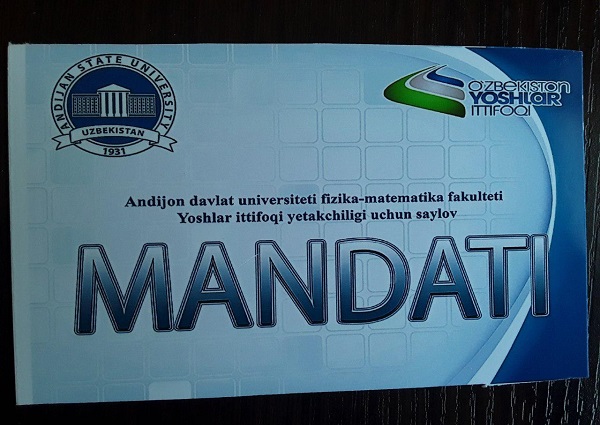 ANDIJAN STATE UNIVERSITY
UZBEKISTAN
1931
O'ZBEKISTON
YOSHLAR
ITTIFOQI
Andijon davlat universiteti fizika-matematika fakulteti
Yoshlar ittifoqi yetakchiligi uchun saylov
MANDATI